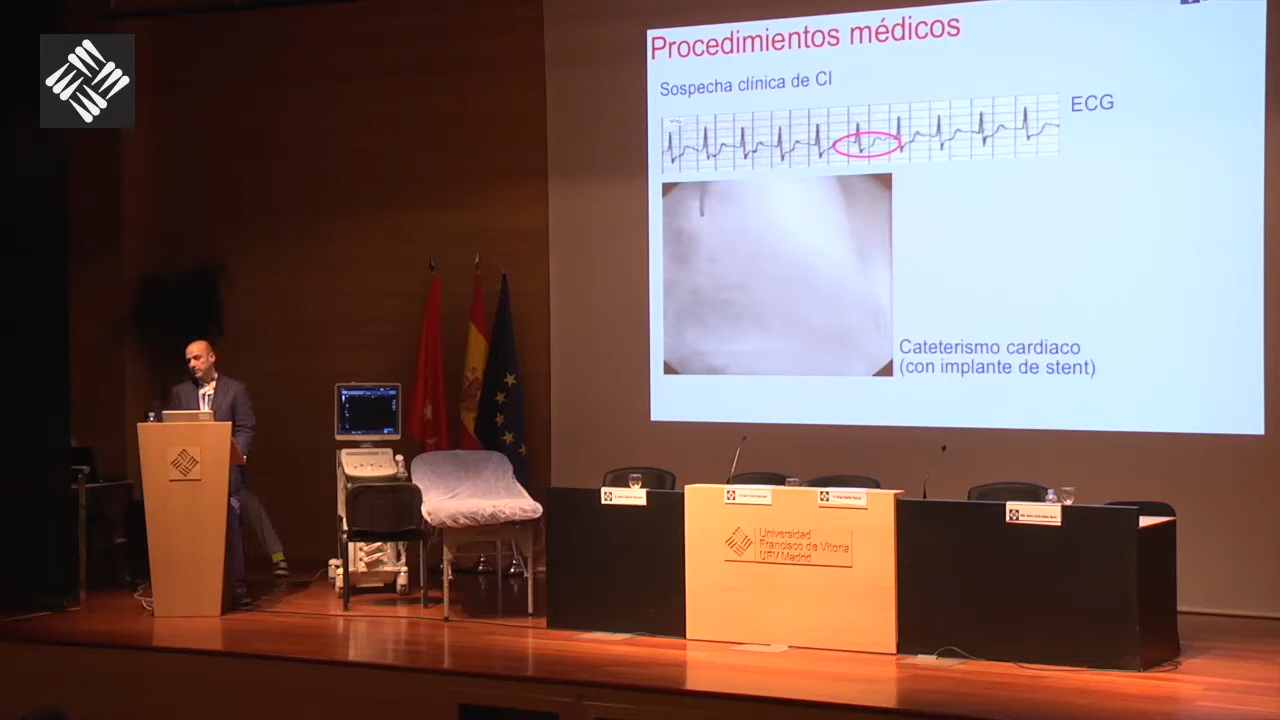 Procedimientos médicos
Sospecha clínica de CI
ECG
Cateterismo cardiaco
(con implante de stent)
Universidad
Francisco de Vitoria
UFV Madrid